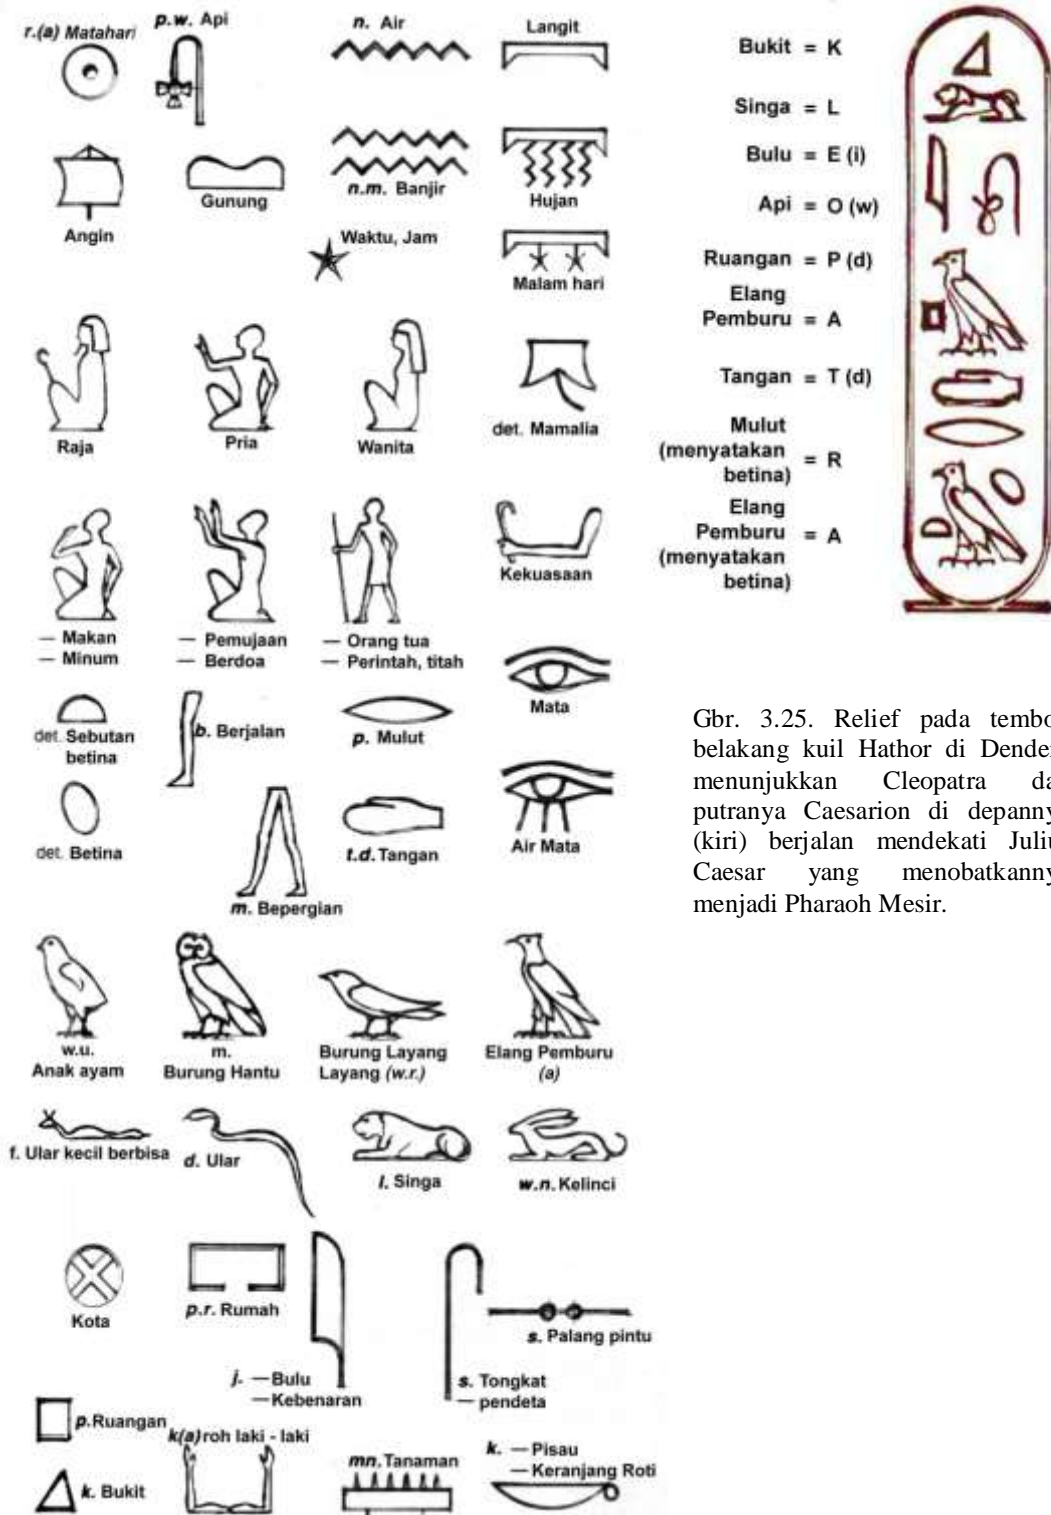 r.(a) Matahari
p.w. Api
n. Air
Langit
Angin
Gunung
n.m. Banjir
Hujan
Waktu, Jam
Malam hari
Raja
Pria
Wanita
det. Mamalia
— Makan
— Minum
— Pemujaan
— Berdoa
— Orang tua
— Perintah, titah
Kekuasaan
det. Sebutan
betina
b. Berjalan
p. Mulut
Mata
det. Betina
m. Bepergian
t.d. Tangan
Air Mata
w.u.
Anak ayam
m.
Burung Hantu
Burung Layang
Layang (w.r.)
Elang Pemburu
(a)
f. Ular kecil berbisa
d. Ular
l. Singa
w.n. Kelinci
Kota
p.r. Rumah
j. — Bulu
— Kebenaran
s. Tongkat
— pendeta
s. Palang pintu
p. Ruangan
k(a) roh laki - laki
k. Bukit
mn. Tanaman
k. — Pisau
— Keranjang Roti
Bukit = K
Singa = L
Bulu = E (i)
Api = O (w)
Ruangan = P (d)
Elang
Pemburu = A
Tangan = T (d)
Mulut
(menyatakan = R
betina)
Elang
Pemburu = A
(menyatakan
betina)
Gbr. 3.25. Relief pada tembo
belakang kuil Hathor di Dende
menunjukkan Cleopatra da
putranya Caesarion di depanny
(kiri) berjalan mendekati Juliu
Caesar yang menobatkanny
menjadi Pharaoh Mesir.